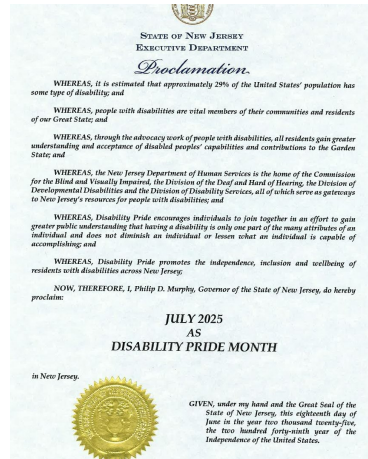 STATE OF NEW JERSEY
EXECUTIVE DEPARTMENT
Proclamation
WHEREAS, it is estimated that approximately 29% of the United States' population has
some type of disability; and
WHEREAS, people with disabilities are vital members of their communities and residents
of our Great State; and
WHEREAS, through the advocacy work of people with disabilities, all residents gain greater
understanding and acceptance of disabled peoples' capabilities and contributions to the Garden
State; and
WHEREAS, the New Jersey Department of Human Services is the home of the Commission
for the Blind and Visually Impaired, the Division of the Deaf and Hard of Hearing, the Division of
Developmental Disabilities and the Division of Disability Services, all of which serve as gateways
to New Jersey's resources for people with disabilities; and
WHEREAS, Disability Pride encourages individuals to join together in an effort to gain
greater public understanding that having a disability is only one part of the many attributes of an
individual and does not diminish an individual or lessen what an individual is capable of
accomplishing; and
WHEREAS, Disability Pride promotes the independence, inclusion and wellbeing of
residents with disabilities across New Jersey;
NOW, THEREFORE, I, Philip D. Murphy, Governor of the State of New Jersey, do hereby
proclaim:
JULY 2025
AS
DISABILITY PRIDE MONTH
in New Jersey.
GIVEN, under my hand and the Great Seal of the
State of New Jersey, this eighteenth day of
June in the year two thousand twenty-five,
the two hundred forty-ninth year of the
Independence of the United States.